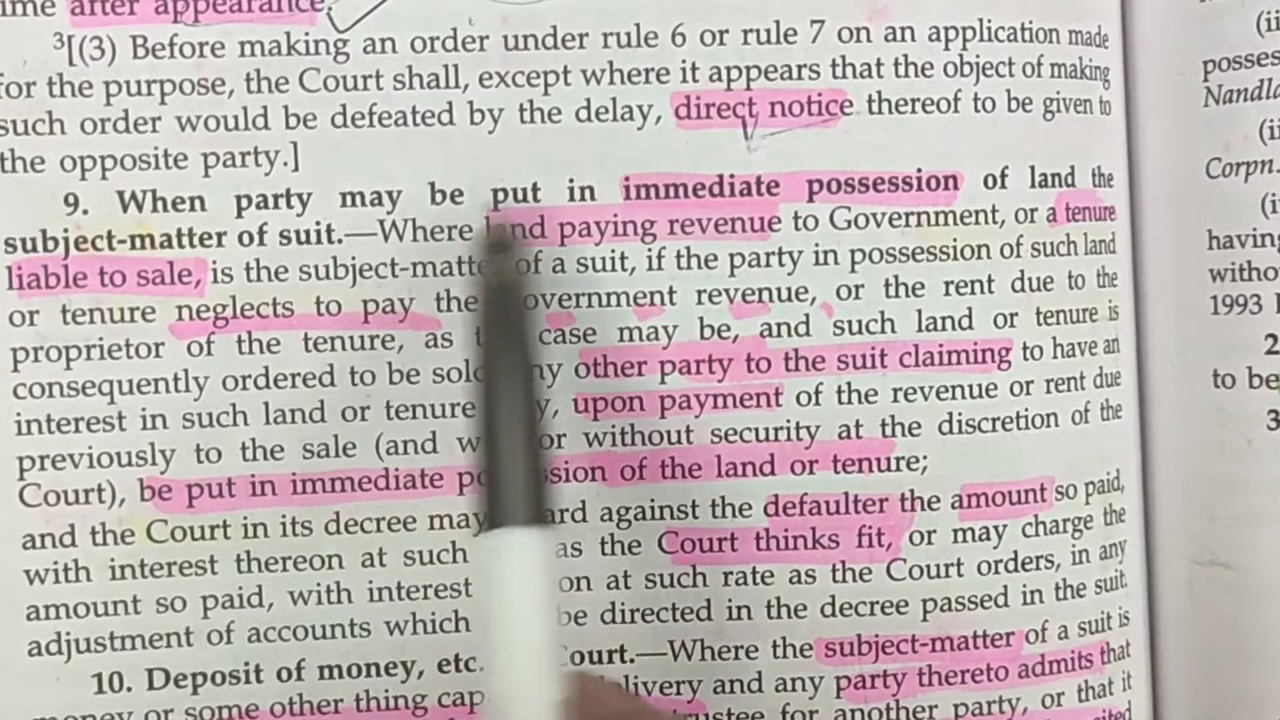 ime after appearance.
³[(3) Before making an order under rule 6 or rule 7 on an application made
for the purpose, the Court shall, except where it appears that the object of making
such order would be defeated by the delay, direct notice thereof to be given to
the opposite party.]
9. When party may be put in immediate possession of land the
subject-matter of suit.—Where land paying revenue to Government, or a tenure
liable to sale, is the subject-matte of a suit, if the party in possession of such land
or tenure neglects to pay the overnment revenue, or the rent due to the
proprietor of the tenure, as t case may be, and such land or tenure is
consequently ordered to be sold ny other party to the suit claiming to have an
interest in such land or tenure y, upon payment of the revenue or rent due
previously to the sale (and w or without security at the discretion of the
Court), be put in immediate po ssion of the land or tenure;
and the Court in its decree may ard against the defaulter the amount so paid,
with interest thereon at such as the Court thinks fit, or may charge the
amount so paid, with interest on at such rate as the Court orders, in any
adjustment of accounts which be directed in the decree passed in the suit.
10. Deposit of money, etc. ourt.—Where the subject-matter of a suit is
money or some other thing cap livery and any party thereto admits that
trustee for another party, or that it
(ii
posses
Nandla
(ii
Corpn.
(i
having
witho
1993
2
to be
3